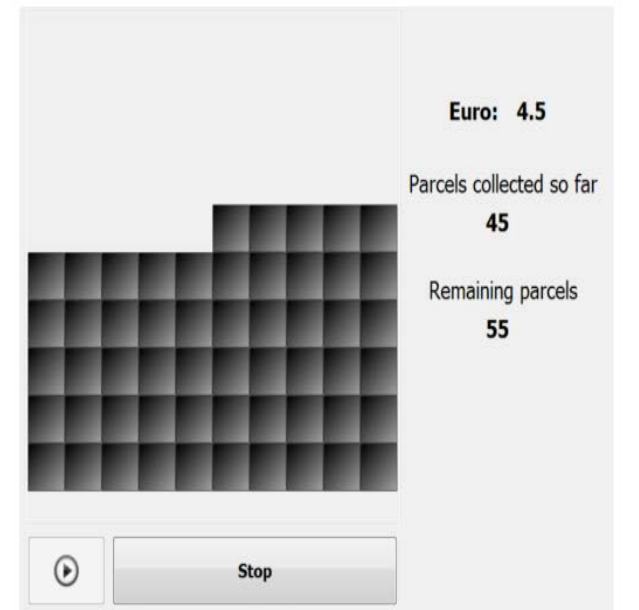 Euro: 4.5
Parcels collected so far
45
Remaining parcels
55
Stop